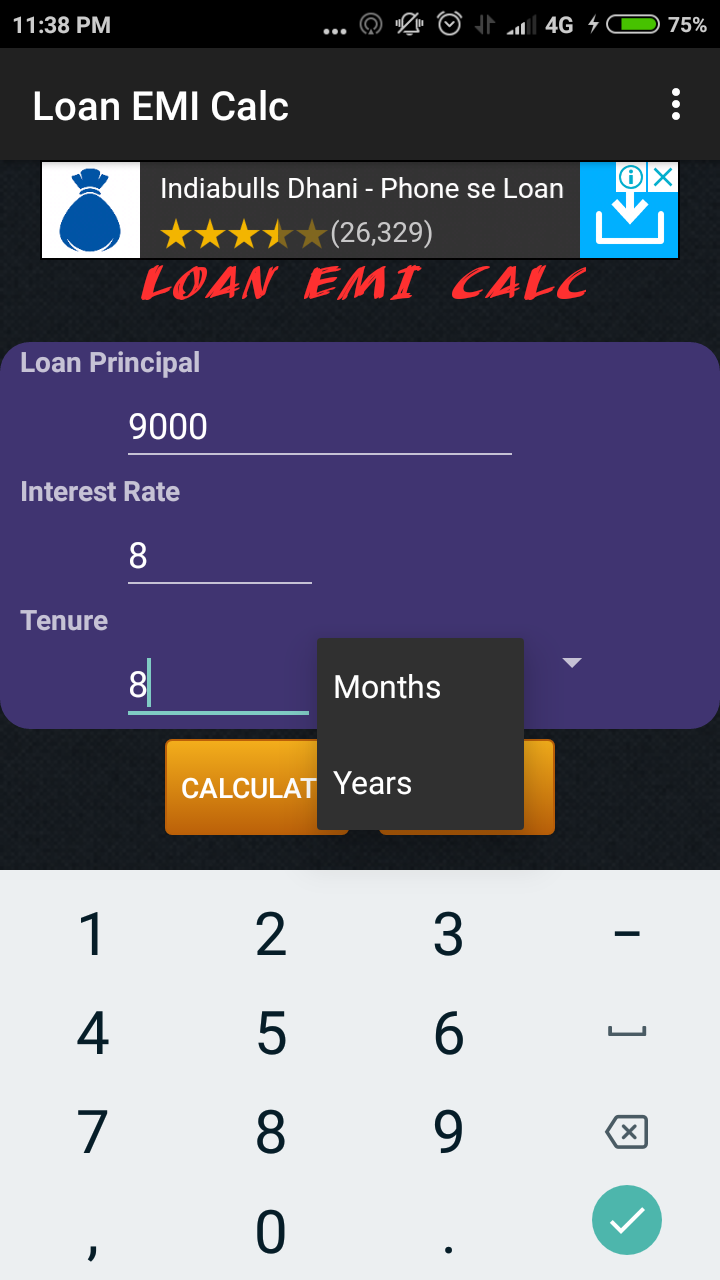 11:38 PM ... 4G 75%
Loan EMI Calc
Indiabulls Dhani - Phone se Loan
(26,329)
LOAN EMI CALC
Loan Principal
9000
Interest Rate
8
Tenure
8
Months
Years
CALCULAT
1 2 3 -
4 5 6
7 8 9
, 0 .